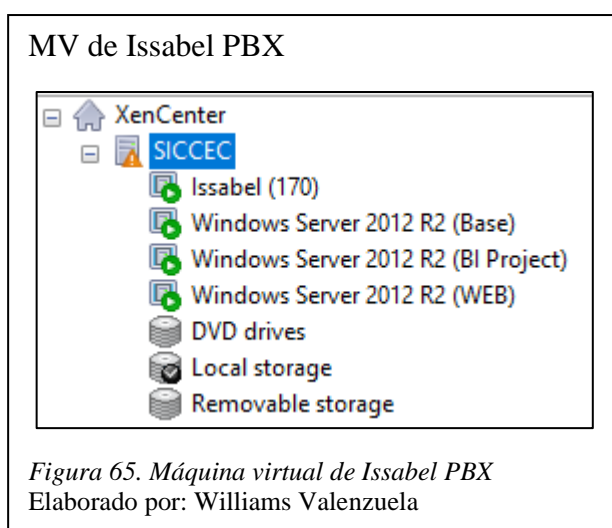 MV de Issabel PBX
XenCenter
SICCEC
Issabel (170)
Windows Server 2012 R2 (Base)
Windows Server 2012 R2 (BI Project)
Windows Server 2012 R2 (WEB)
DVD drives
Local storage
Removable storage
Figura 65. Máquina virtual de Issabel PBX
Elaborado por: Williams Valenzuela